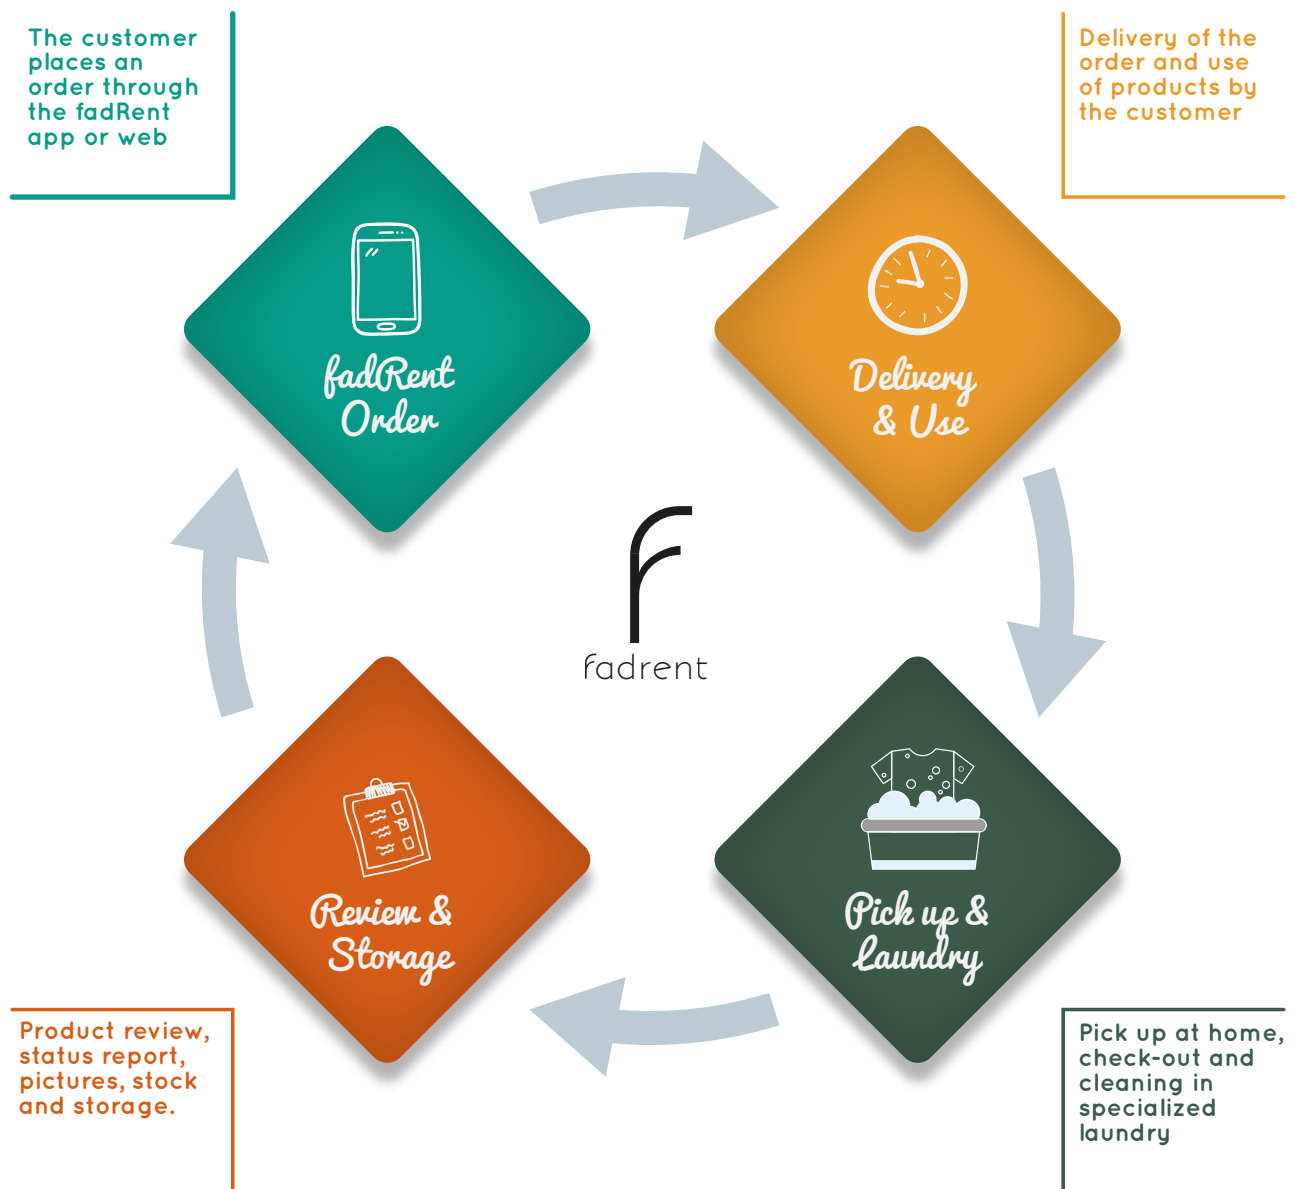 The customer
places an
order through
the fadRent
app or web
Delivery of the
order and use
of products by
the customer
fadRent
Order
Delivery
& Use
fadrent
Review &
Storage
Pick up &
Laundry
Product review,
status report,
pictures, stock
and storage.
Pick up at home,
check-out and
cleaning in
specialized
laundry